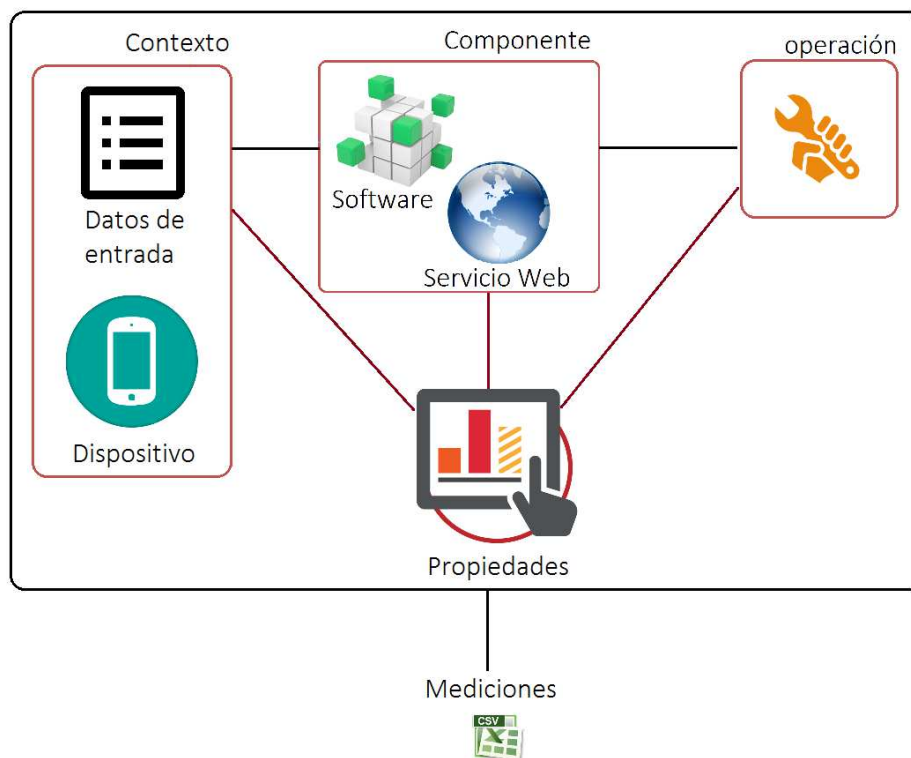 Contexto
Componente
operación
Software
Datos de
entrada
Servicio Web
Dispositivo
Propiedades
Mediciones
CSV
X